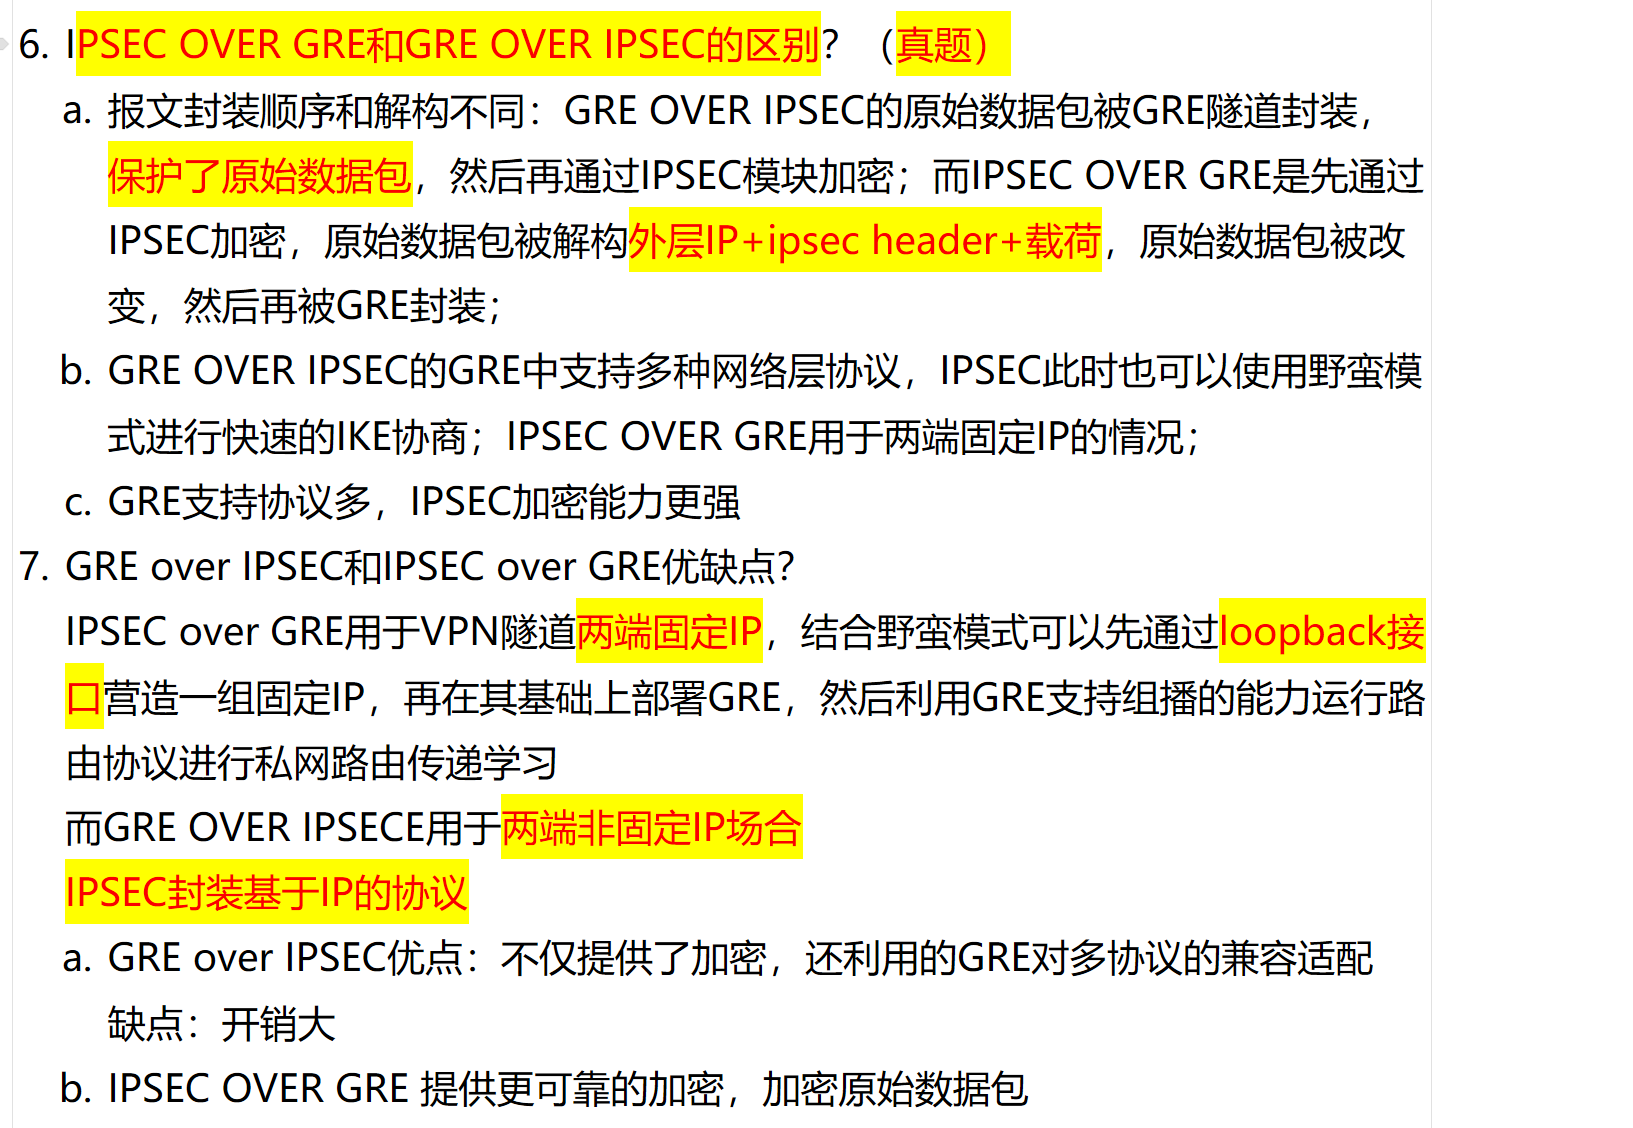 6. IPSEC OVER GRE和GRE OVER IPSEC的区别？（真题）
a. 报文封装顺序和解构不同：GRE OVER IPSEC的原始数据包被GRE隧道封装，
保护了原始数据包，然后再通过IPSEC模块加密；而IPSEC OVER GRE是先通过
IPSEC加密，原始数据包被解构外层IP+ipsec header+载荷，原始数据包被改
变，然后再被GRE封装；
b. GRE OVER IPSEC的GRE中支持多种网络层协议，IPSEC此时也可以使用野蛮模
式进行快速的IKE协商；IPSEC OVER GRE用于两端固定IP的情况；
c. GRE支持协议多，IPSEC加密能力更强
7. GRE over IPSEC和IPSEC over GRE优缺点？
IPSEC over GRE用于VPN隧道两端固定IP，结合野蛮模式可以先通过loopback接
口营造一组固定IP，再在其基础上部署GRE，然后利用GRE支持组播的能力运行路
由协议进行私网路由传递学习
而GRE OVER IPSECE用于两端非固定IP场合
IPSEC封装基于IP的协议
a. GRE over IPSEC优点：不仅提供了加密，还利用的GRE对多协议的兼容适配
缺点：开销大
b. IPSEC OVER GRE 提供更可靠的加密，加密原始数据包